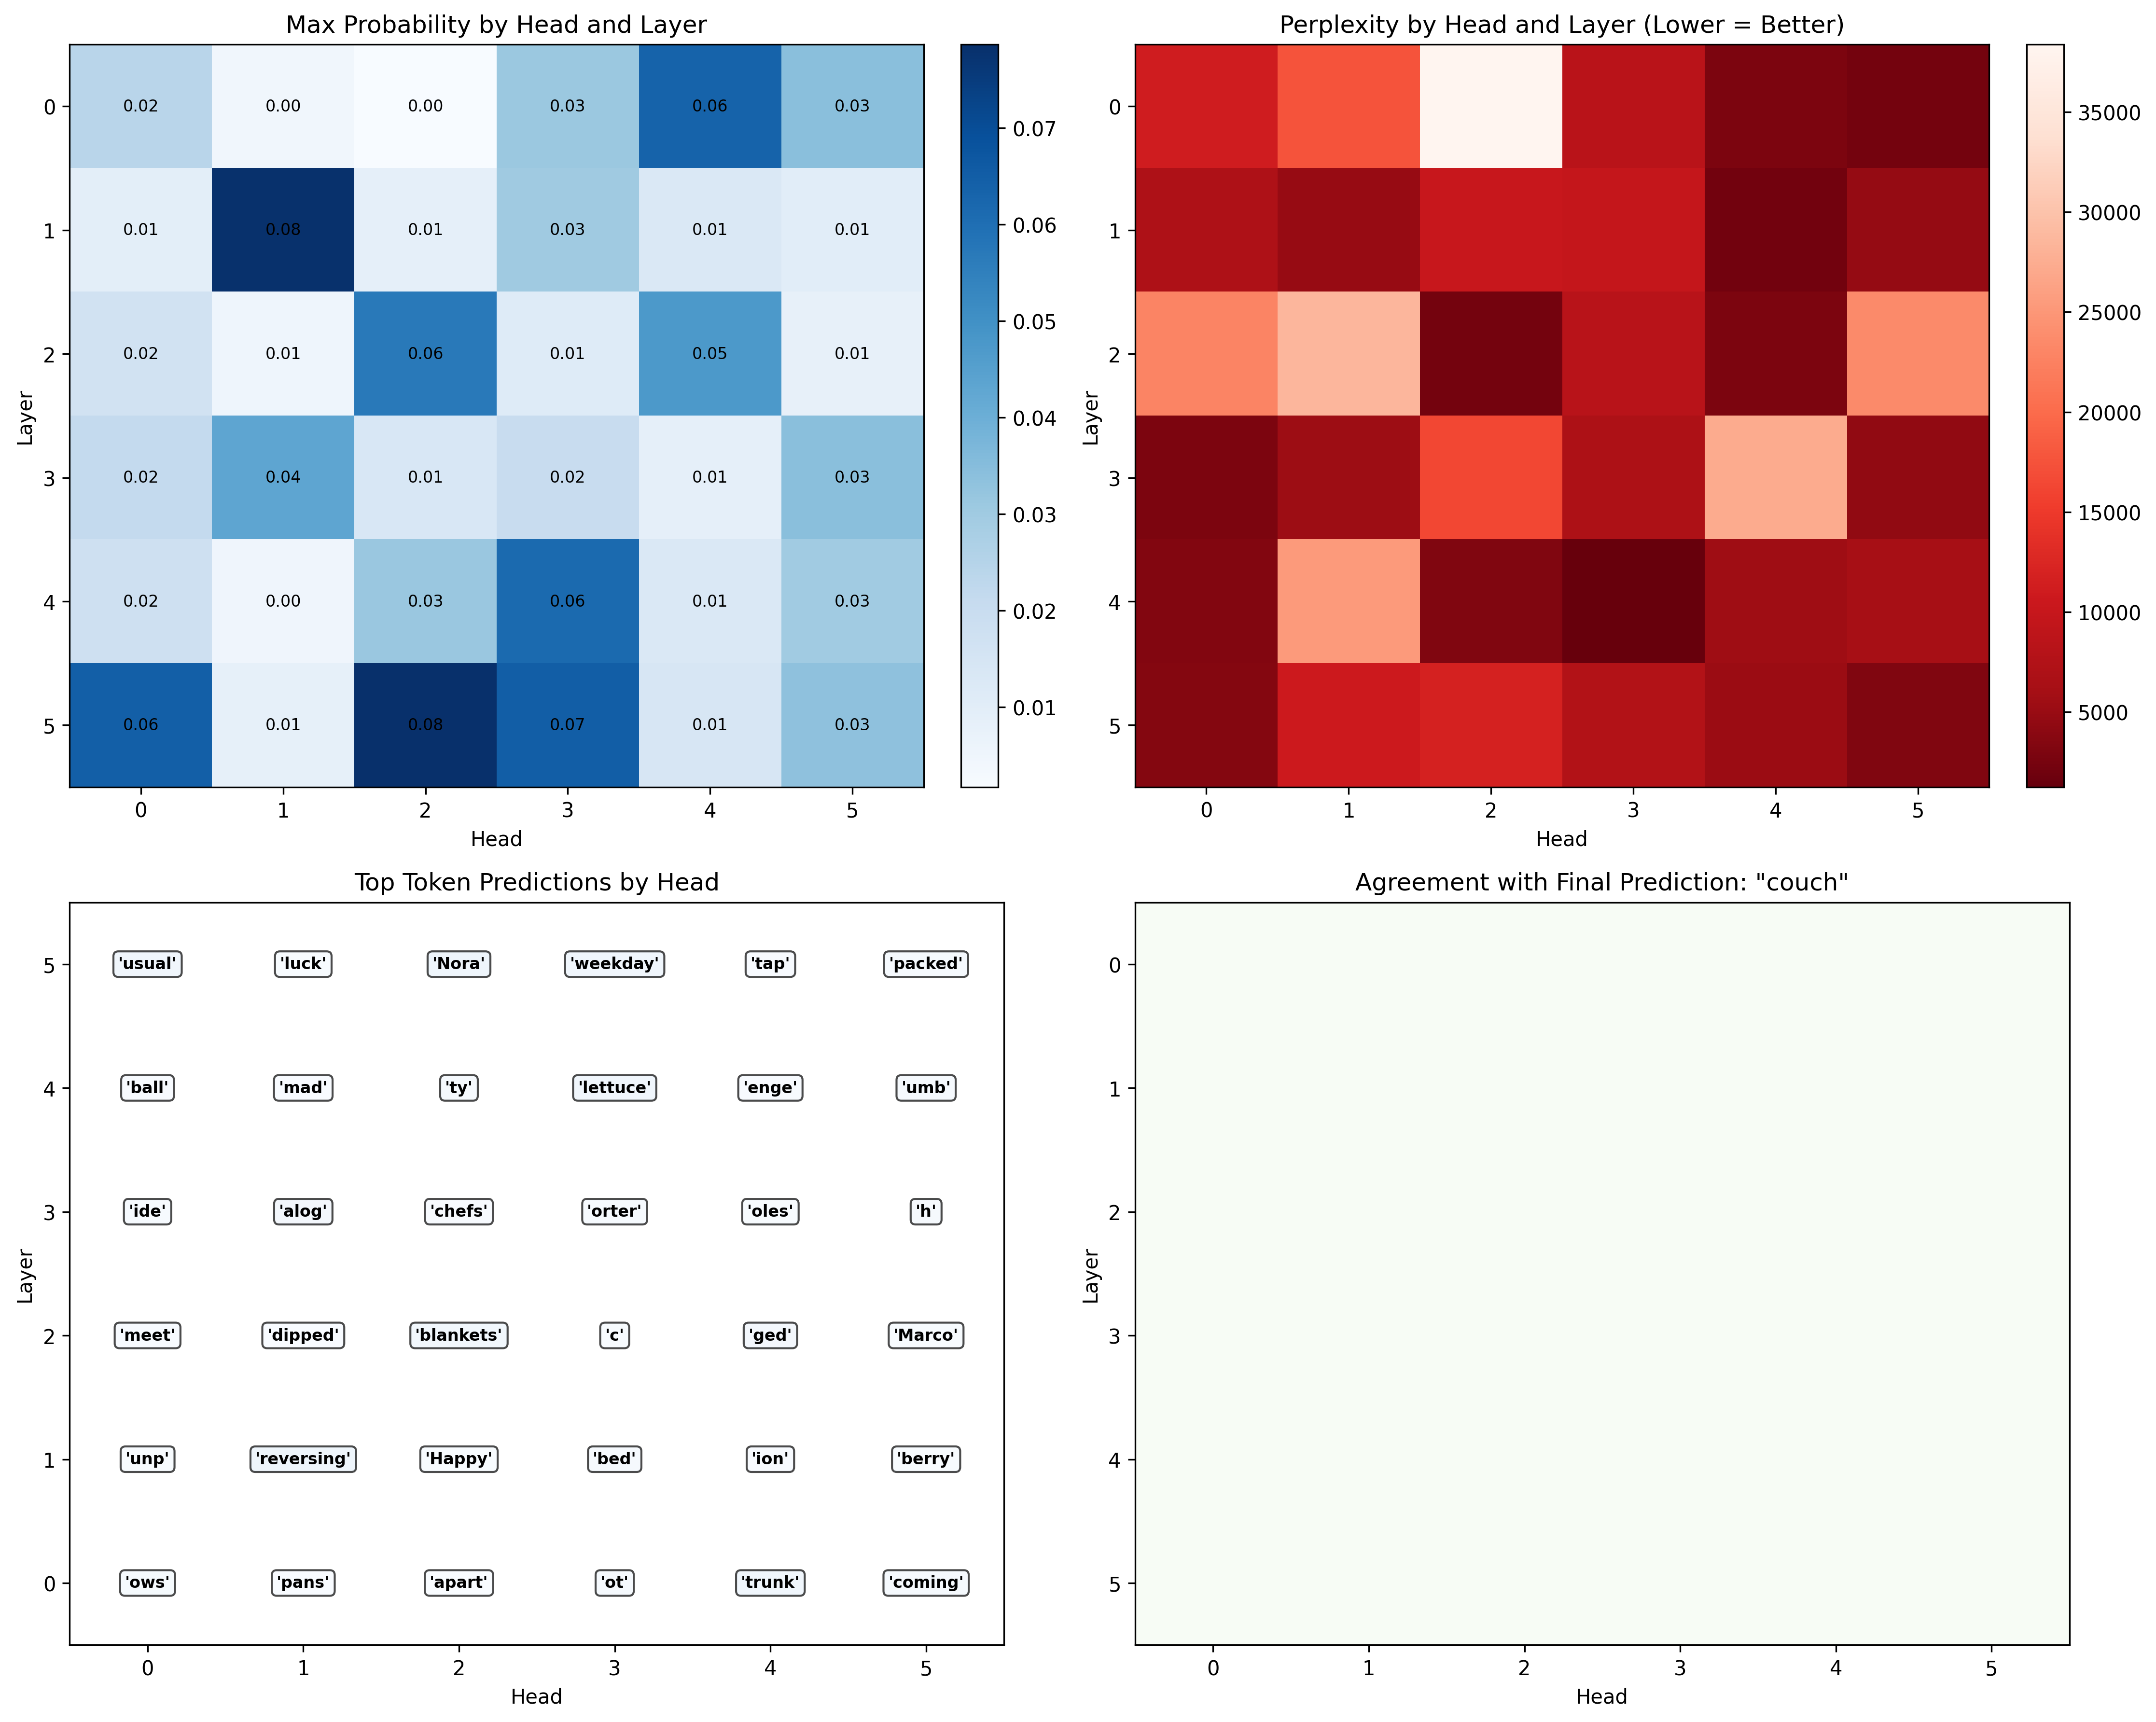 Max Probability by Head and Layer
Layer
0 0.02 0.00 0.00 0.03 0.06 0.03
1 0.01 0.08 0.01 0.03 0.01 0.01
2 0.02 0.01 0.06 0.01 0.05 0.01
3 0.02 0.04 0.01 0.02 0.01 0.03
4 0.02 0.00 0.03 0.06 0.01 0.03
5 0.06 0.01 0.08 0.07 0.01 0.03
0 1 2 3 4 5
Head
0.07
0.06
0.05
0.04
0.03
0.02
0.01
Perplexity by Head and Layer (Lower = Better)
Layer
0
1
2
3
4
5
0 1 2 3 4 5
Head
35000
30000
25000
20000
15000
10000
5000
Top Token Predictions by Head
Layer
5 'usual' 'luck' 'Nora' 'weekday' 'tap' 'packed'
4 'ball' 'mad' 'ty' 'lettuce' 'enge' 'umb'
3 'ide' 'alog' 'chefs' 'orter' 'oles' 'h'
2 'meet' 'dipped' 'blankets' 'c' 'ged' 'Marco'
1 'unp' 'reversing' 'Happy' 'bed' 'ion' 'berry'
0 'ows' 'pans' 'apart' 'ot' 'trunk' 'coming'
0 1 2 3 4 5
Head
Agreement with Final Prediction: "couch"
Layer
0
1
2
3
4
5
0 1 2 3 4 5
Head